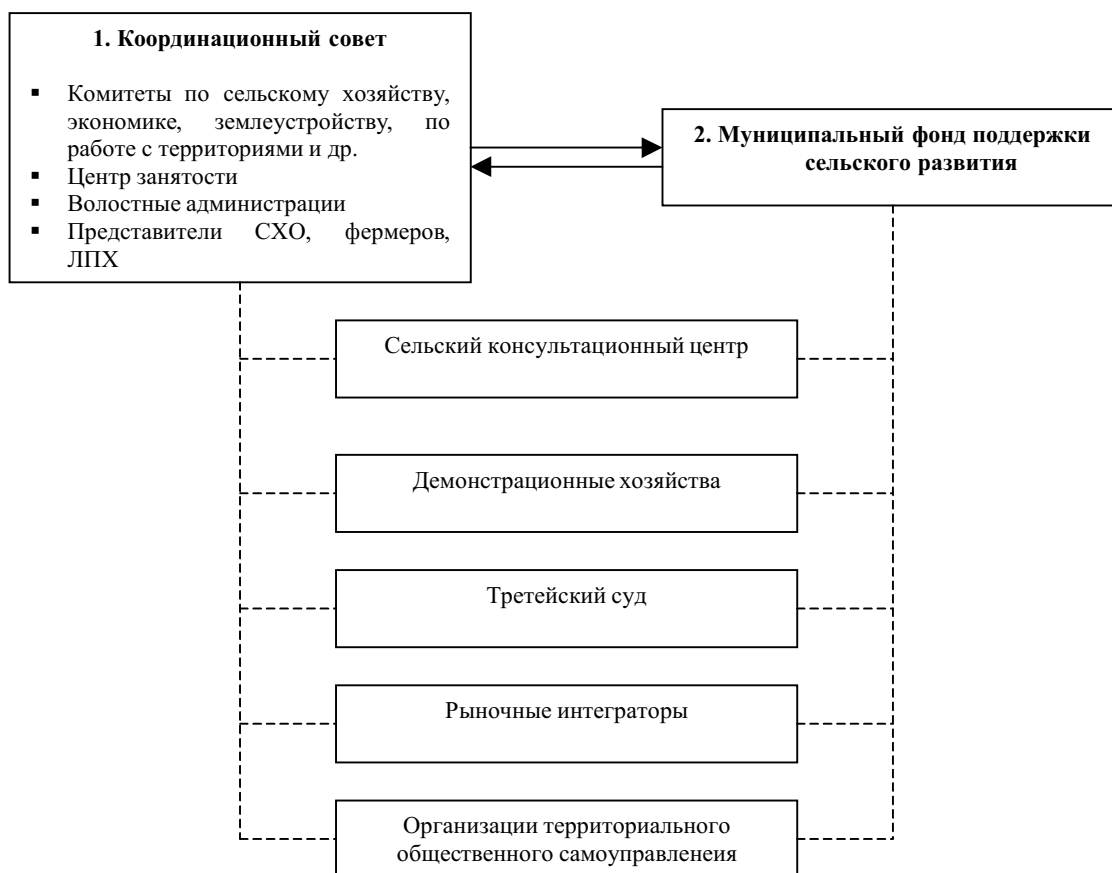 1. Координационный совет
▪ Комитеты по сельскому хозяйству,
экономике, землеустройству, по
работе с территориями и др.
▪ Центр занятости
▪ Волостные администрации
▪ Представители СХО, фермеров,
ЛПХ
2. Муниципальный фонд поддержки
сельского развития
Сельский консультационный центр
Демонстрационные хозяйства
Третейский суд
Рыночные интеграторы
Организации территориального
общественного самоуправленеия